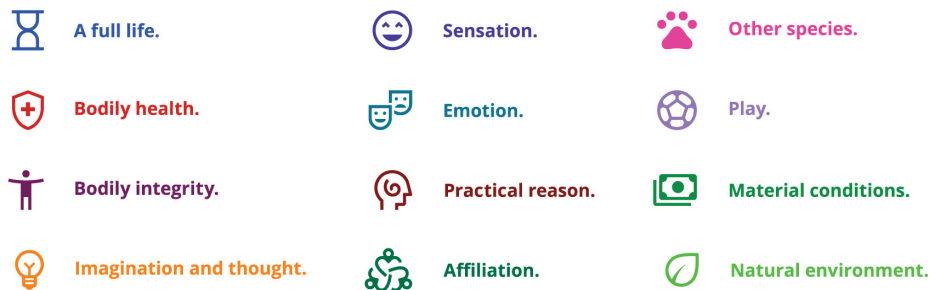 A full life.
Bodily health.
Bodily integrity.
Imagination and thought.
Sensation.
Emotion.
Practical reason.
Affiliation.
Other species.
Play.
Material conditions.
Natural environment.